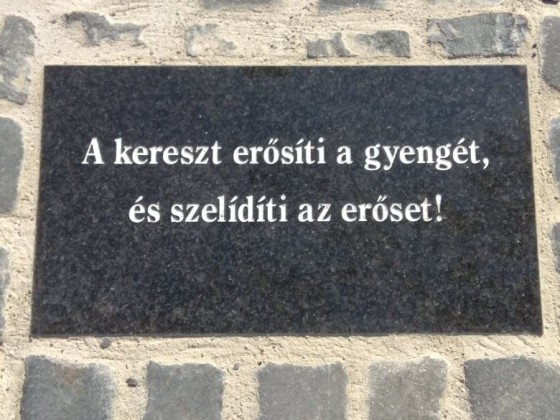 A kereszt erősíti a gyengét,
és szelídíti az erőset!